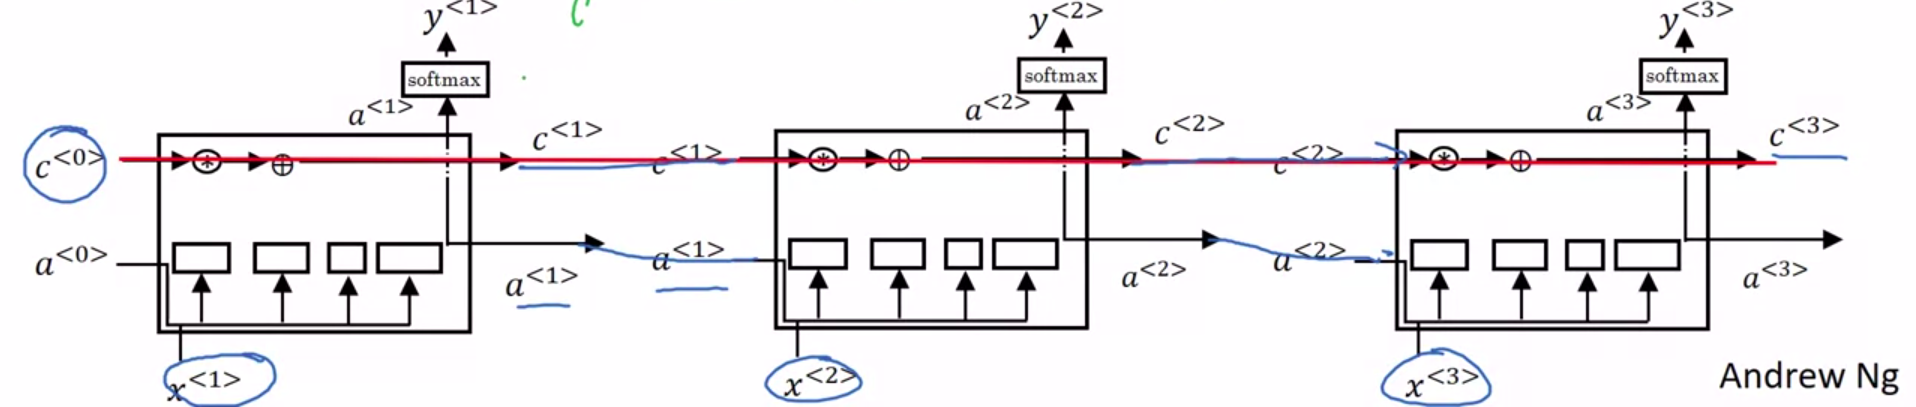 y<1> y<2> y<3>
softmax softmax softmax
a<1> a<2> a<3>
c<0> c<1> c<1> c<2> c<2> c<3>
a<0> a<1> a<1> a<2> a<2> a<3>
x<1> x<2> x<3>
Andrew Ng